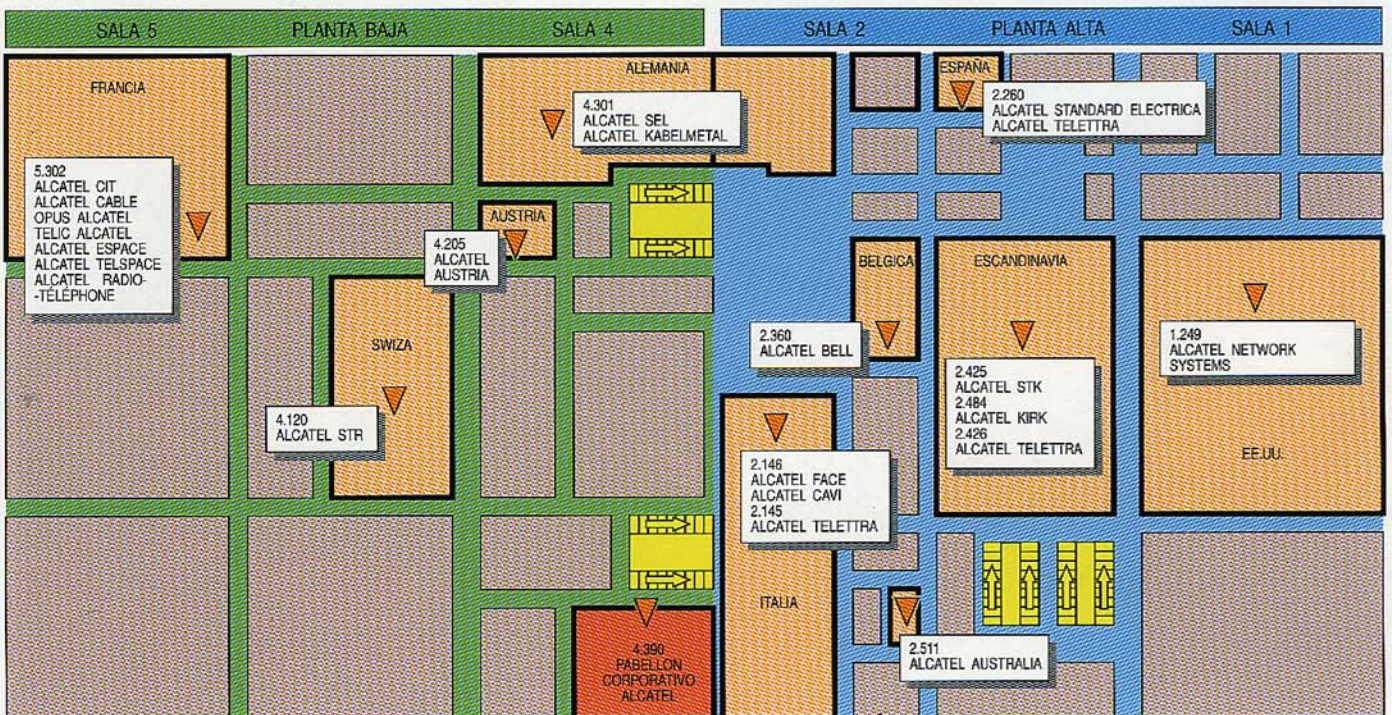 SALA 5 PLANTA BAJA SALA 4 SALA 2 PLANTA ALTA SALA 1
FRANCIA
5.302
ALCATEL CIT
ALCATEL CABLE
OPUS ALCATEL
TELIC ALCATEL
ALCATEL ESPACE
ALCATEL TELSPACE
ALCATEL RADIO-
-TÉLÉPHONE
ALEMANIA
4.301
ALCATEL SEL
ALCATEL KABELMETAL
ESPAÑA
2.260
ALCATEL STANDARD ELECTRICA
ALCATEL TELETTRA
AUSTRIA
4.205
ALCATEL
AUSTRIA
SWIZA
4.120
ALCATEL STR
BELGICA
2.360
ALCATEL BELL
ESCANDINAVIA
2.425
ALCATEL STK
2.484
ALCATEL KIRK
2.426
ALCATEL TELETTRA
1.249
ALCATEL NETWORK
SYSTEMS
EE.UU.
2.146
ALCATEL FACE
ALCATEL CAVI
2.145
ALCATEL TELETTRA
ITALIA
2.511
ALCATEL AUSTRALIA
4.390
PABELLON
CORPORATIVO
ALCATEL